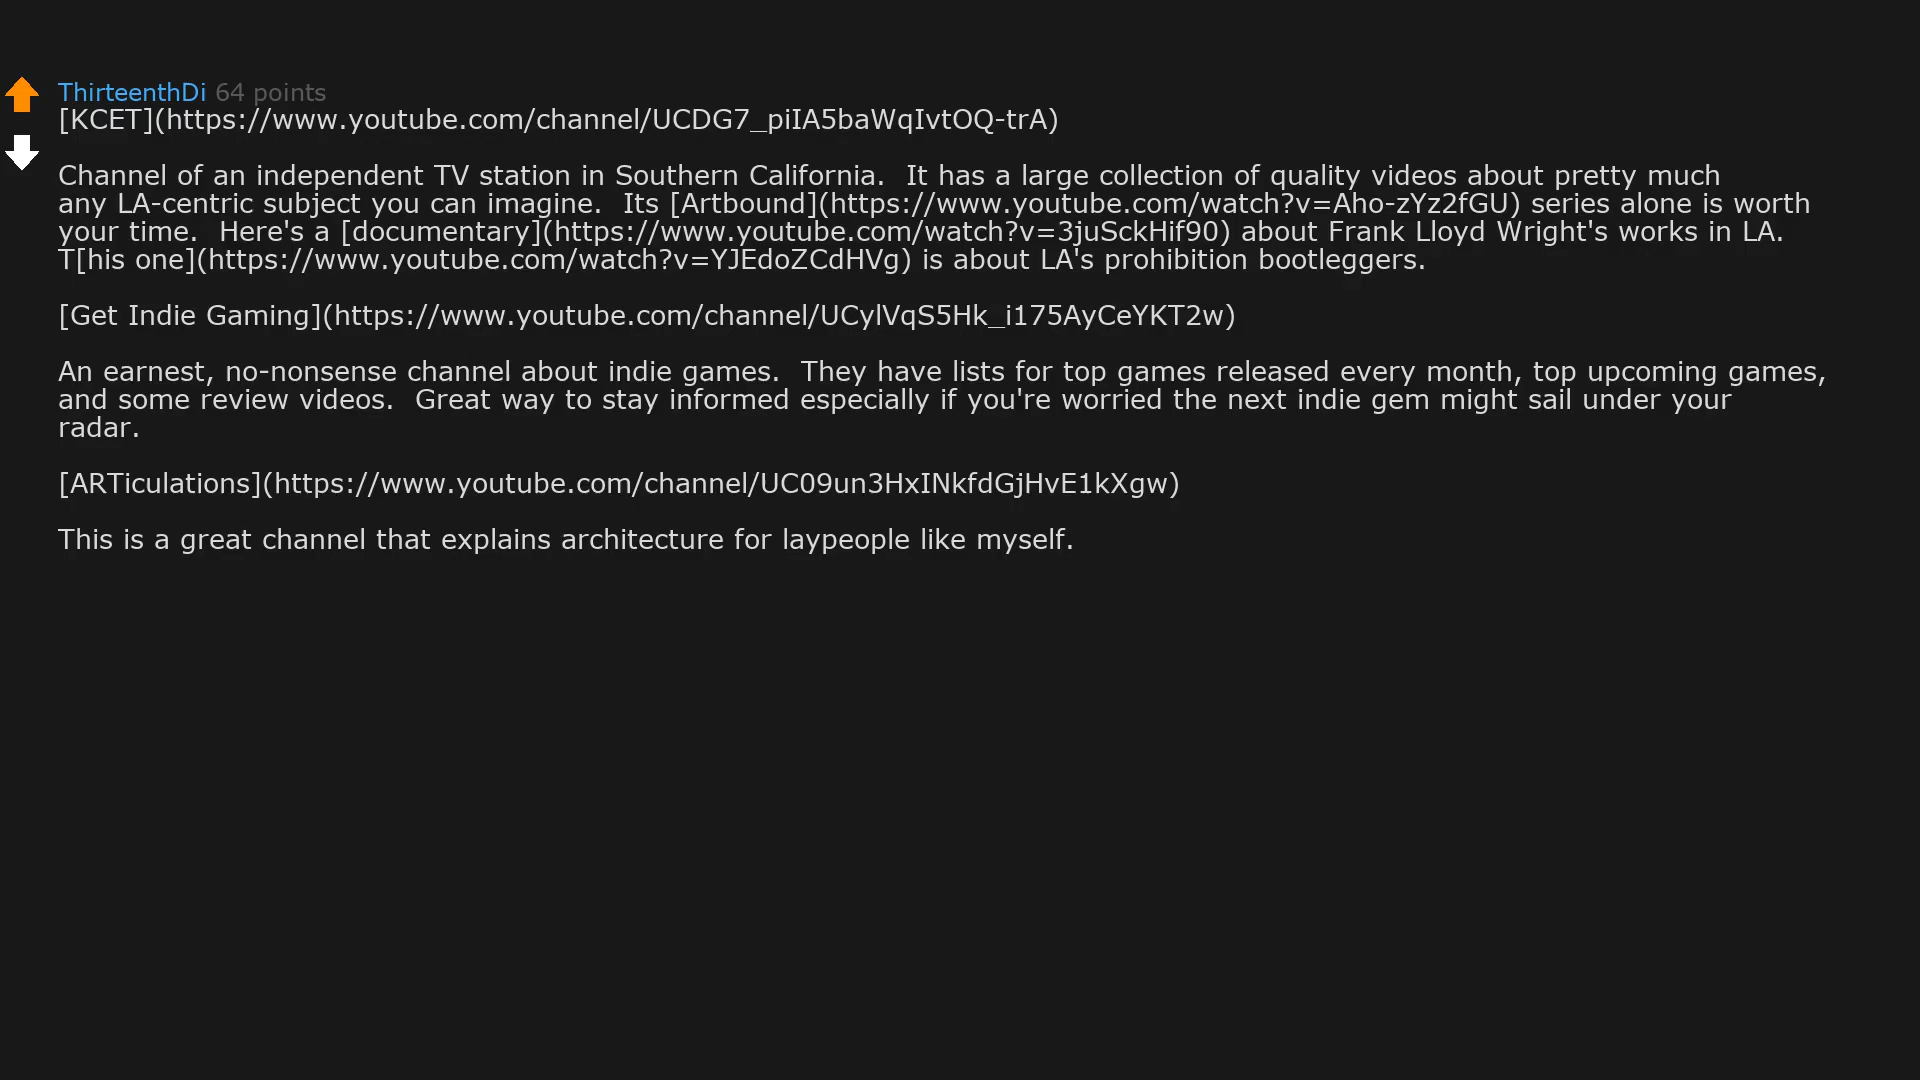 ThirteenthDi 64 points
[KCET](https://www.youtube.com/channel/UCDG7_piIA5baWqIvtOQ-trA)
Channel of an independent TV station in Southern California.  It has a large collection of quality videos about pretty much
any LA-centric subject you can imagine.  Its [Artbound](https://www.youtube.com/watch?v=Aho-zYz2fGU) series alone is worth
your time.  Here's a [documentary](https://www.youtube.com/watch?v=3juSckHif90) about Frank Lloyd Wright's works in LA.
T[his one](https://www.youtube.com/watch?v=YJEdoZCdHVg) is about LA's prohibition bootleggers.
[Get Indie Gaming](https://www.youtube.com/channel/UCylVqS5Hk_i175AyCeYKT2w)
An earnest, no-nonsense channel about indie games.  They have lists for top games released every month, top upcoming games,
and some review videos.  Great way to stay informed especially if you're worried the next indie gem might sail under your
radar.
[ARTiculations](https://www.youtube.com/channel/UC09un3HxINkfdGjHvE1kXgw)
This is a great channel that explains architecture for laypeople like myself.